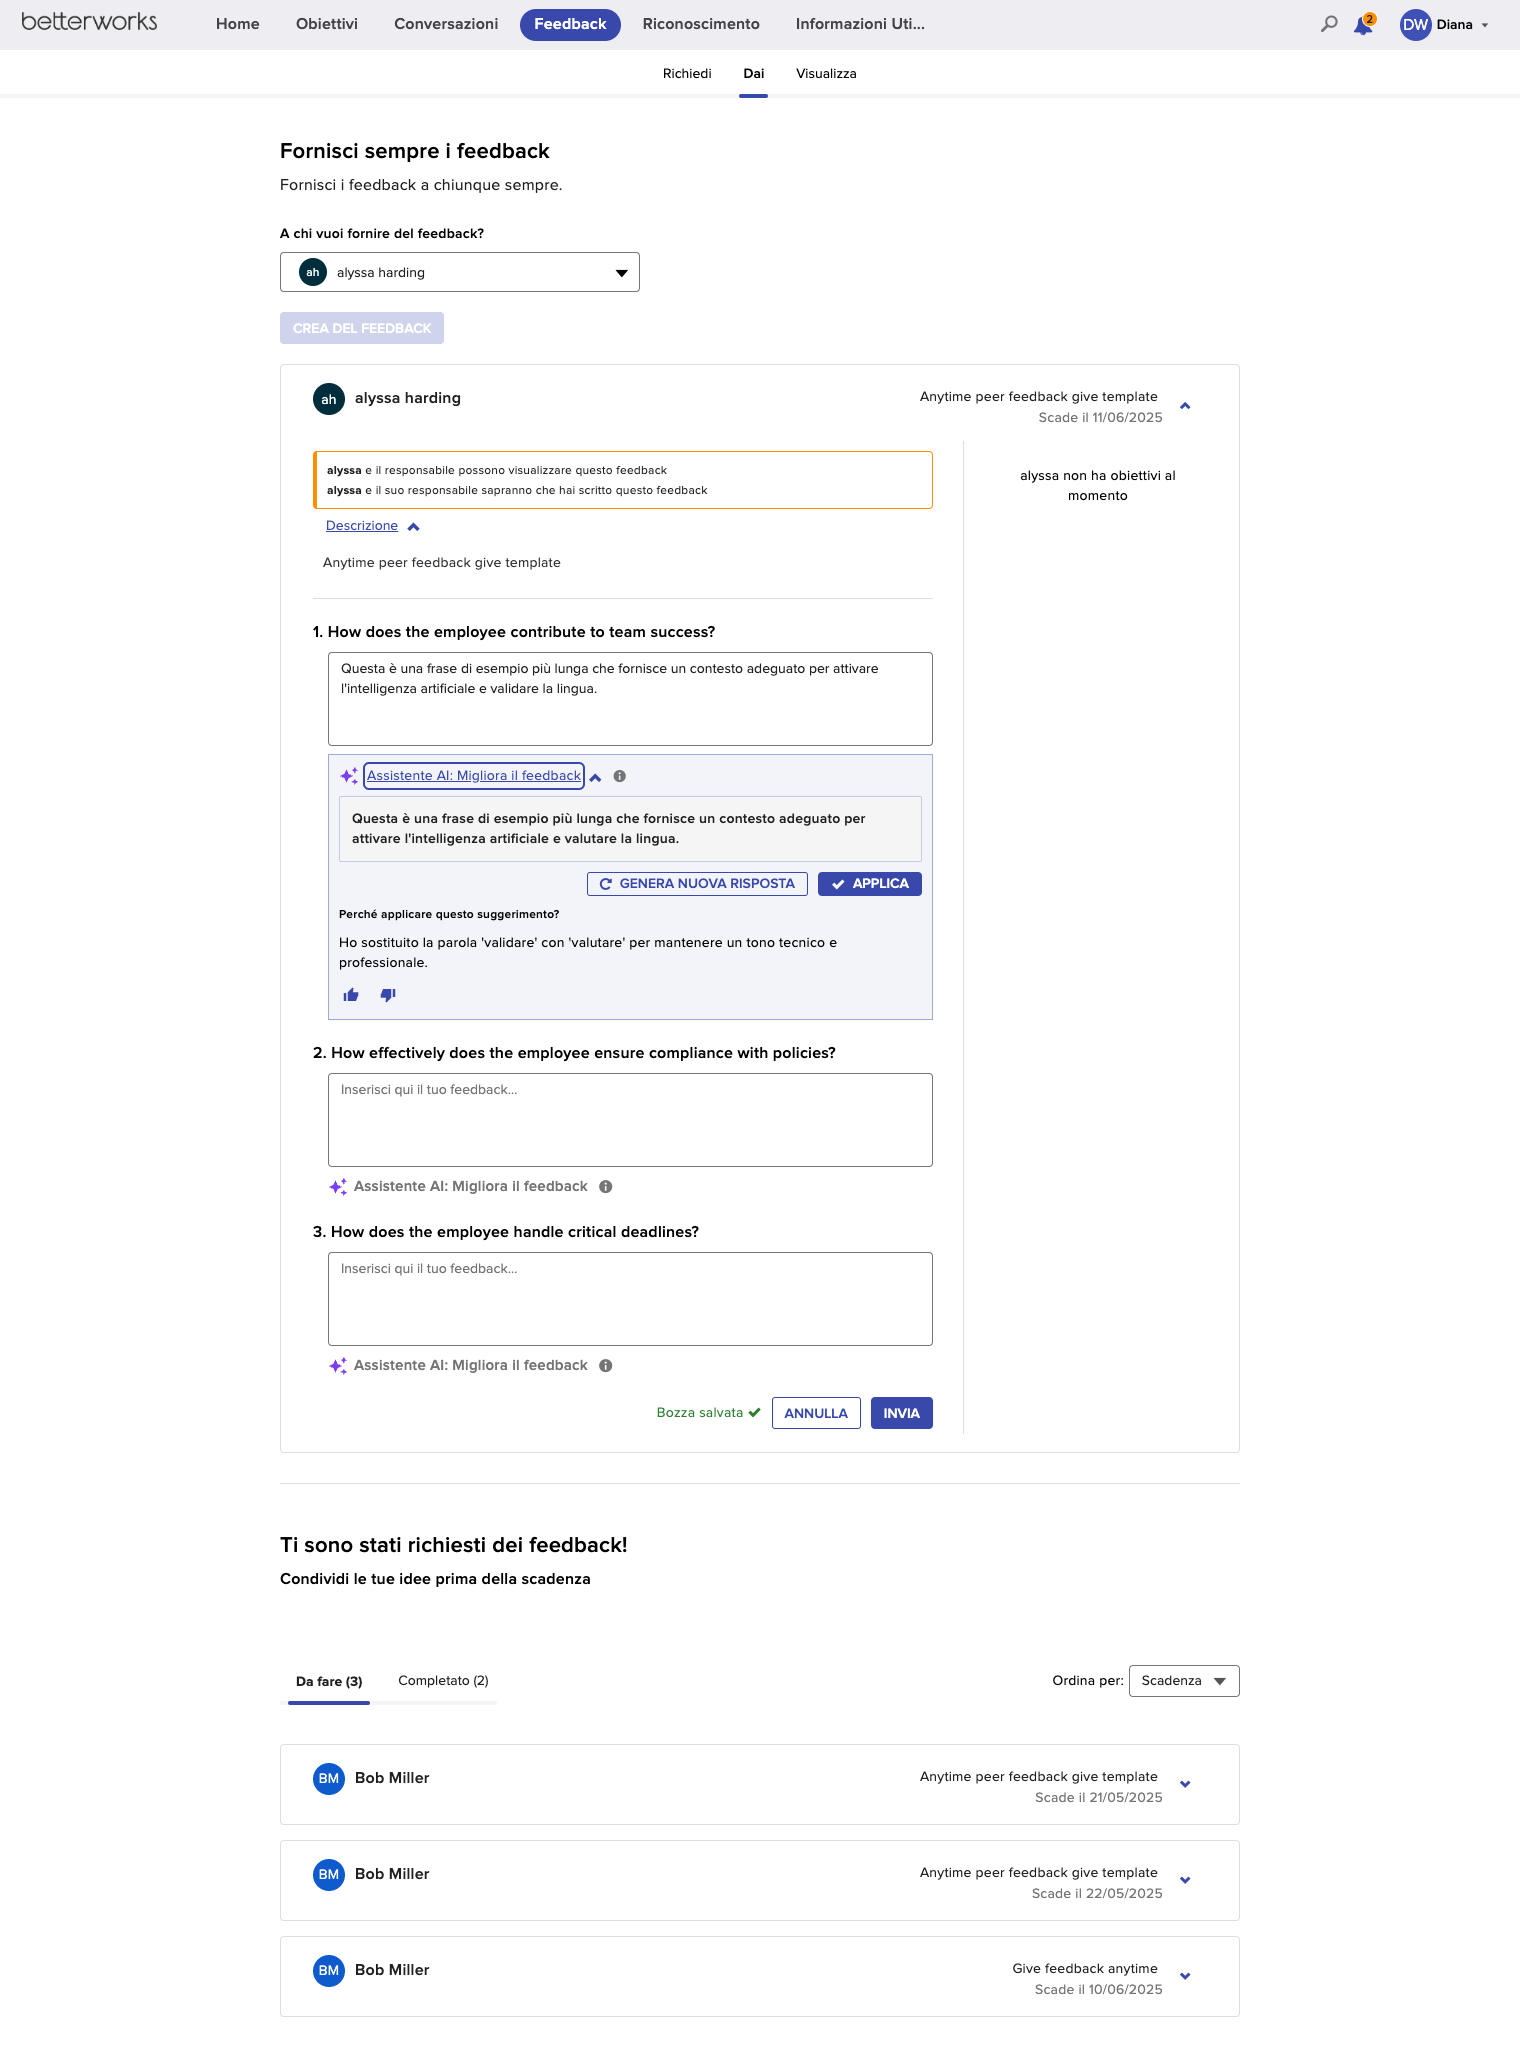 betterworks
Home
Obiettivi
Conversazioni
Feedback
Riconoscimento
Informazioni Uti...
2
DW
Diana
Richiedi
Dai
Visualizza
Fornisci sempre i feedback
Fornisci i feedback a chiunque sempre.
A chi vuoi fornire del feedback?
ah
alyssa harding
CREA DEL FEEDBACK
ah
alyssa harding
Anytime peer feedback give template
Scade il 11/06/2025
alyssa e il responsabile possono visualizzare questo feedback
alyssa e il suo responsabile sapranno che hai scritto questo feedback
alyssa non ha obiettivi al
momento
Descrizione
Anytime peer feedback give template
1. How does the employee contribute to team success?
Questa è una frase di esempio più lunga che fornisce un contesto adeguato per attivare
l'intelligenza artificiale e validare la lingua.
Assistente AI: Migliora il feedback
Questa è una frase di esempio più lunga che fornisce un contesto adeguato per
attivare l'intelligenza artificiale e valutare la lingua.
GENERA NUOVA RISPOSTA
APPLICA
Perché applicare questo suggerimento?
Ho sostituito la parola 'validare' con 'valutare' per mantenere un tono tecnico e
professionale.
2. How effectively does the employee ensure compliance with policies?
Inserisci qui il tuo feedback...
Assistente AI: Migliora il feedback
3. How does the employee handle critical deadlines?
Inserisci qui il tuo feedback...
Assistente AI: Migliora il feedback
Bozza salvata
ANNULLA
INVIA
Ti sono stati richiesti dei feedback!
Condividi le tue idee prima della scadenza
Da fare (3)
Completato (2)
Ordina per:
Scadenza
BM
Bob Miller
Anytime peer feedback give template
Scade il 21/05/2025
BM
Bob Miller
Anytime peer feedback give template
Scade il 22/05/2025
BM
Bob Miller
Give feedback anytime
Scade il 10/06/2025